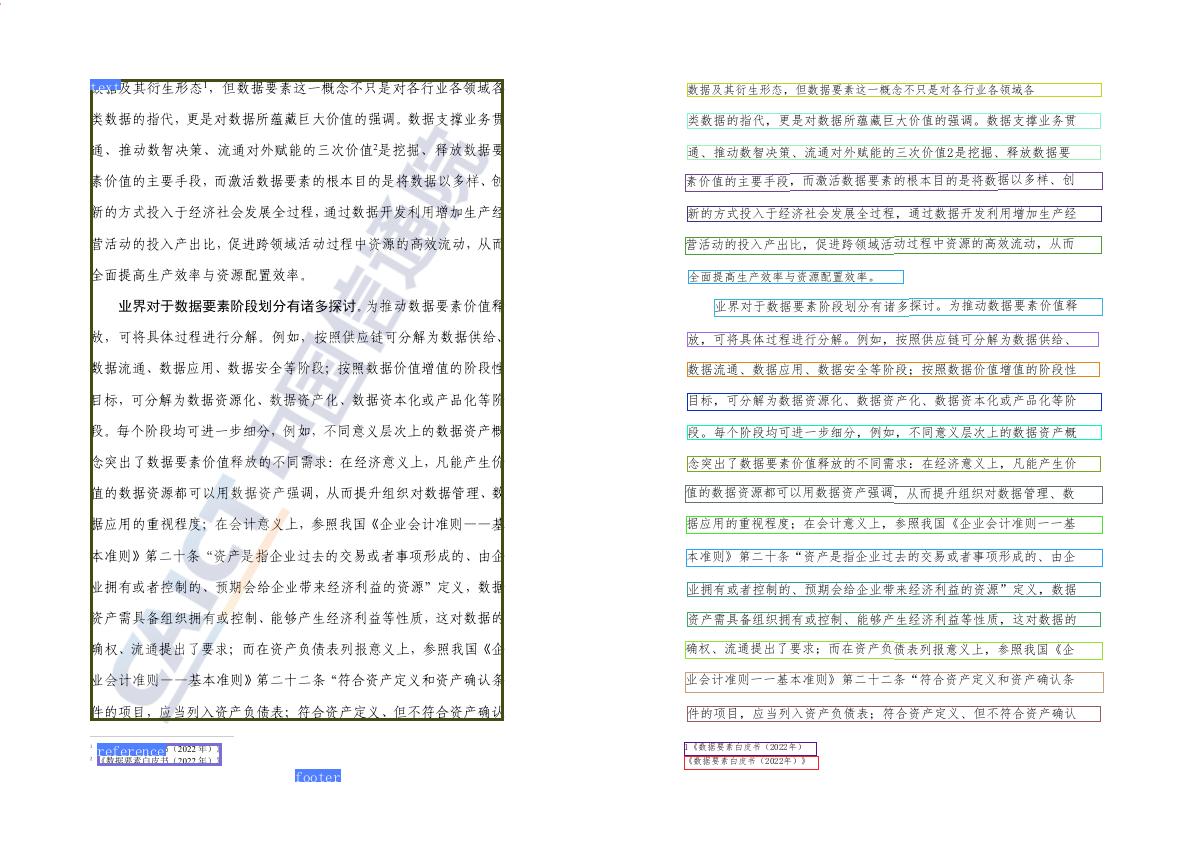 text
数据及其衍生形态¹，但数据要素这一概念不只是对各行业各领域各
类数据的指代，更是对数据所蕴藏巨大价值的强调。数据支撑业务贯
通、推动数智决策、流通对外赋能的三次价值²是挖掘、释放数据要
素价值的主要手段，而激活数据要素的根本目的是将数据以多样、创
新的方式投入于经济社会发展全过程，通过数据开发利用增加生产经
营活动的投入产出比，促进跨领域活动过程中资源的高效流动，从而
全面提高生产效率与资源配置效率。
业界对于数据要素阶段划分有诸多探讨。为推动数据要素价值释
放，可将具体过程进行分解。例如，按照供应链可分解为数据供给、
数据流通、数据应用、数据安全等阶段；按照数据价值增值的阶段性
目标，可分解为数据资源化、数据资产化、数据资本化或产品化等阶
段。每个阶段均可进一步细分，例如，不同意义层次上的数据资产概
念突出了数据要素价值释放的不同需求：在经济意义上，凡能产生价
值的数据资源都可以用数据资产强调，从而提升组织对数据管理、数
据应用的重视程度；在会计意义上，参照我国《企业会计准则——基
本准则》第二十条“资产是指企业过去的交易或者事项形成的、由企
业拥有或者控制的、预期会给企业带来经济利益的资源”定义，数据
资产需具备组织拥有或控制、能够产生经济利益等性质，这对数据的
确权、流通提出了要求；而在资产负债表列报意义上，参照我国《企
业会计准则——基本准则》第二十二条“符合资产定义和资产确认条
件的项目，应当列入资产负债表；符合资产定义、但不符合资产确认
CAICT 中国信通院
1 reference （2022 年）》
2 《数据要素白皮书（2022 年）》
footer
数据及其衍生形态，但数据要素这一概念不只是对各行业各领域各
类数据的指代，更是对数据所蕴藏巨大价值的强调。数据支撑业务贯
通、推动数智决策、流通对外赋能的三次价值2是挖掘、释放数据要
素价值的主要手段，而激活数据要素的根本目的是将数据以多样、创
新的方式投入于经济社会发展全过程，通过数据开发利用增加生产经
营活动的投入产出比，促进跨领域活动过程中资源的高效流动，从而
全面提高生产效率与资源配置效率。
业界对于数据要素阶段划分有诸多探讨。为推动数据要素价值释
放，可将具体过程进行分解。例如，按照供应链可分解为数据供给、
数据流通、数据应用、数据安全等阶段；按照数据价值增值的阶段性
目标，可分解为数据资源化、数据资产化、数据资本化或产品化等阶
段。每个阶段均可进一步细分，例如，不同意义层次上的数据资产概
念突出了数据要素价值释放的不同需求：在经济意义上，凡能产生价
值的数据资源都可以用数据资产强调，从而提升组织对数据管理、数
据应用的重视程度；在会计意义上，参照我国《企业会计准则一一基
本准则》第二十条“资产是指企业过去的交易或者事项形成的、由企
业拥有或者控制的、预期会给企业带来经济利益的资源”定义，数据
资产需具备组织拥有或控制、能够产生经济利益等性质，这对数据的
确权、流通提出了要求；而在资产负债表列报意义上，参照我国《企
业会计准则一一基本准则》第二十二条“符合资产定义和资产确认条
件的项目，应当列入资产负债表；符合资产定义、但不符合资产确认
1《数据要素白皮书（2022年）
《数据要素白皮书（2022年）》